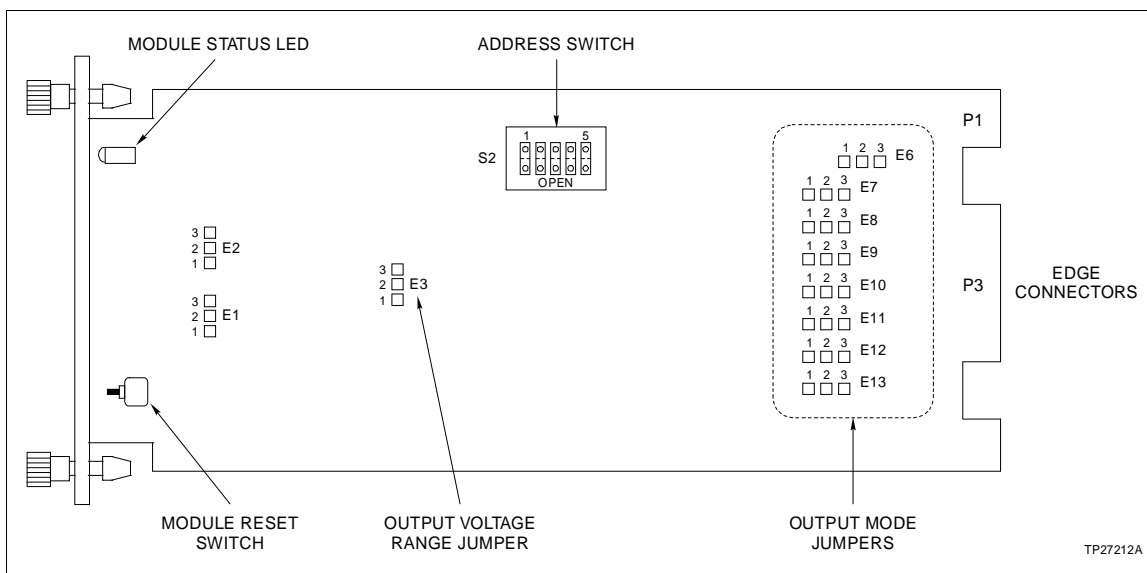 MODULE STATUS LED
ADDRESS SWITCH
P1
1 5
S2
OPEN
1 2 3
E6
1 2 3
E7
1 2 3
E8
1 2 3
E9
1 2 3
E10
1 2 3
E11
1 2 3
E12
1 2 3
E13
3
2 E2
1
3
2 E1
1
3
2 E3
1
P3
EDGE
CONNECTORS
MODULE RESET
SWITCH
OUTPUT VOLTAGE
RANGE JUMPER
OUTPUT MODE
JUMPERS
TP27212A